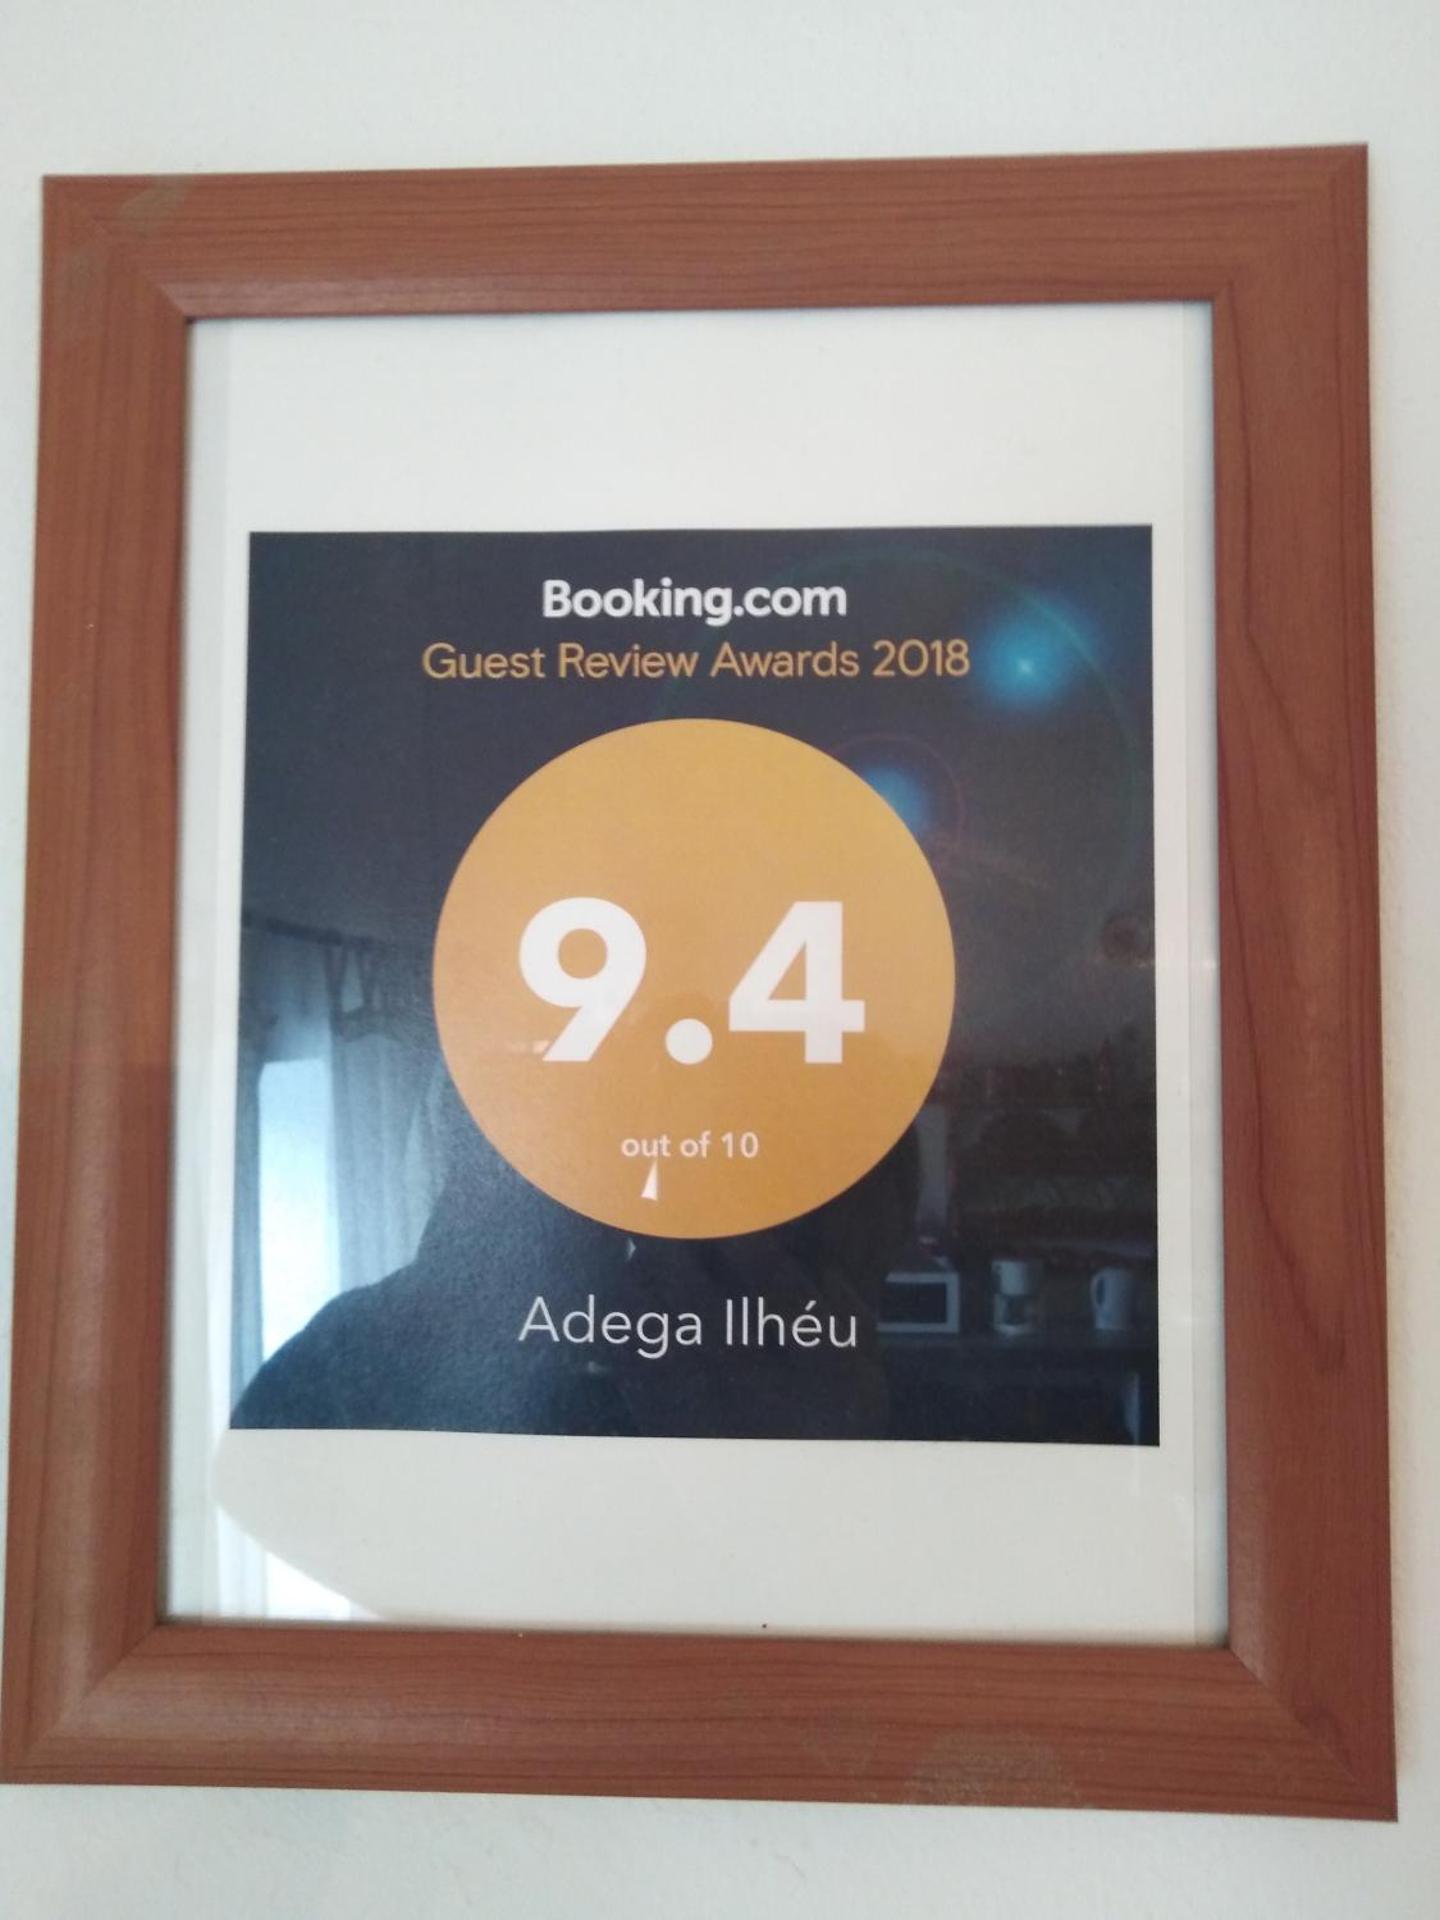 Booking.com
Guest Review Awards 2018
9.4
out of 10
Adega Ilhéu